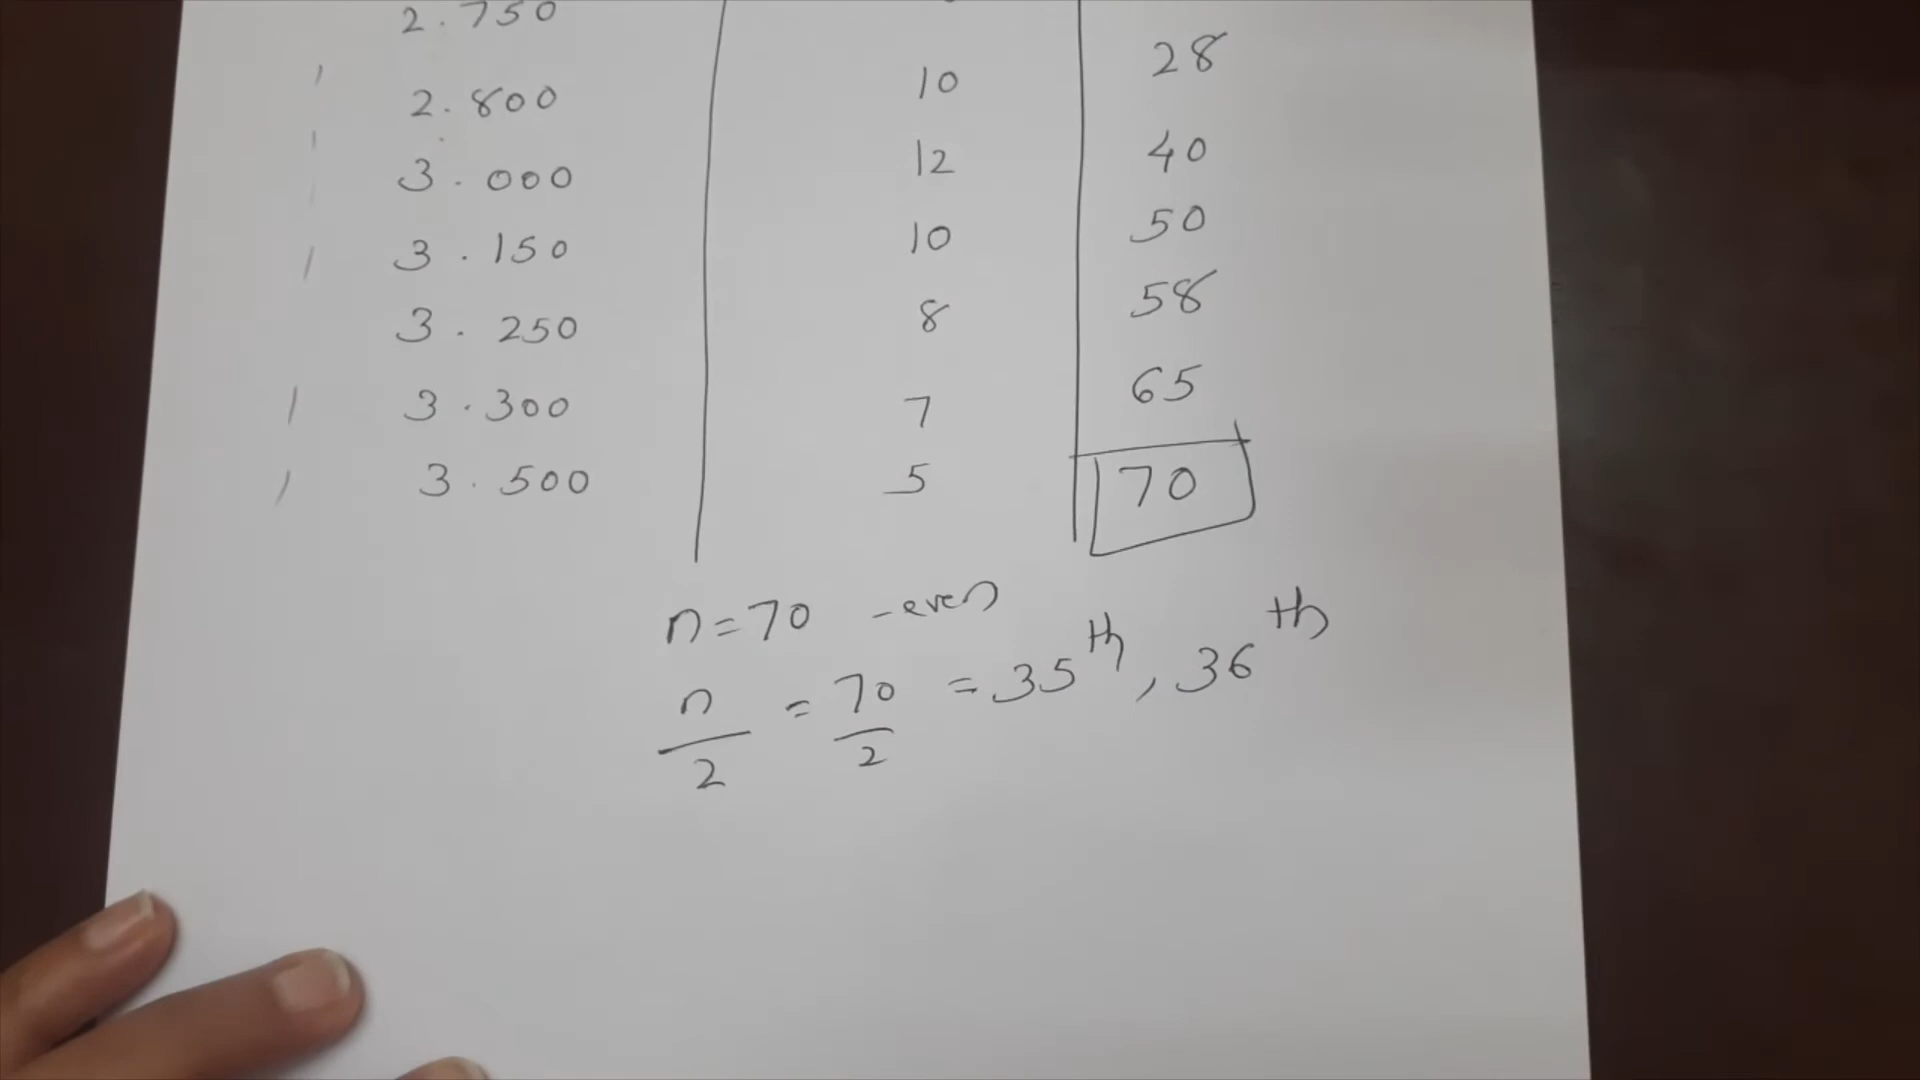 2.750
2.800 10 28
3.000 12 40
3.150 10 50
3.250 8 58
3.300 7 65
3.500 5 70
n=70 -even
n/2 = 70/2 = 35th, 36th